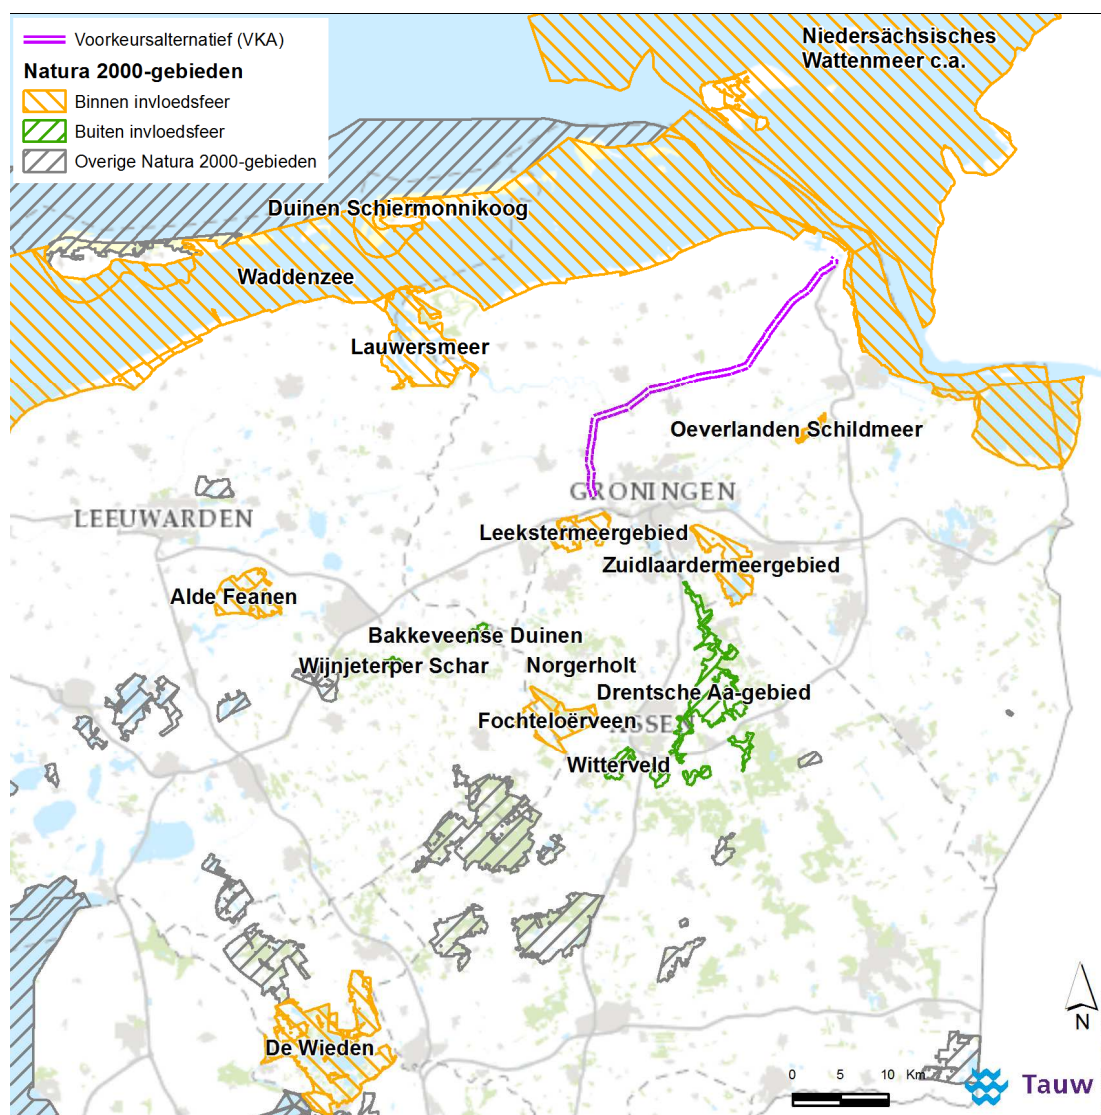 Voorkeursalternatief (VKA)
Natura 2000-gebieden
Binnen invloedsfeer
Buiten invloedsfeer
Overige Natura 2000-gebieden
Niedersächsisches
Wattenmeer c.a.
Duinen Schiermonnikoog
Waddenzee
Lauwersmeer
Oeverlanden Schildmeer
GRONINGEN
LEEUWARDEN
Leekstermeergebied
Zuidlaardermeergebied
Alde Feanen
Bakkeveense Duinen
Wijnjeterper Schar
Norgerholt
Drentsche Aa-gebied
Fochteloërveen
ASSEN
Witterveld
De Wieden
N
0 5 10 Km
Tauw